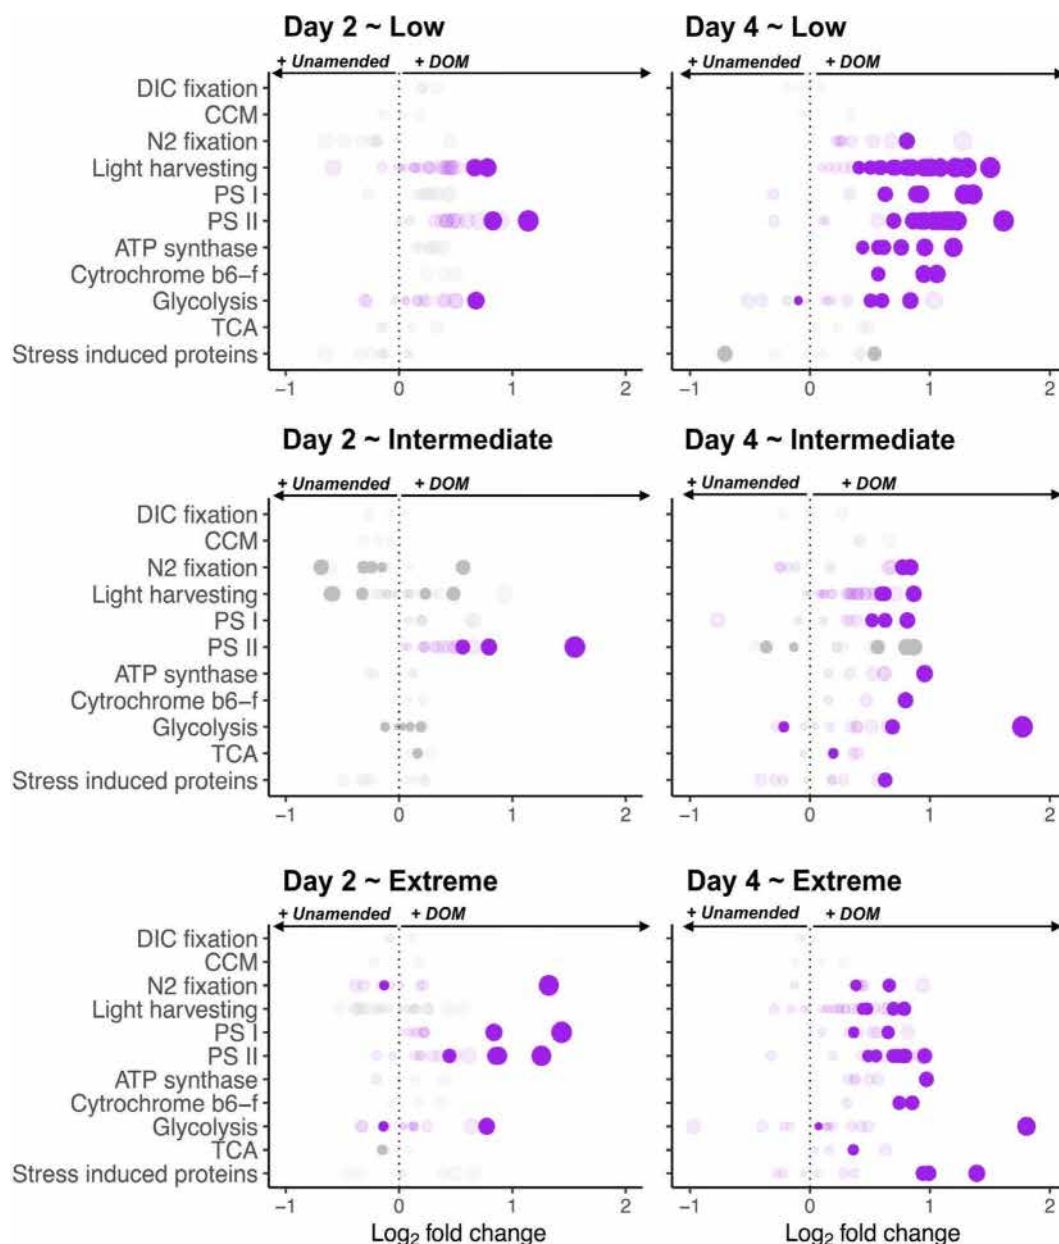 Day 2 ~ Low
Day 4 ~ Low
+ Unamended
+ DOM
+ Unamended
+ DOM
DIC fixation
CCM
N2 fixation
Light harvesting
PS I
PS II
ATP synthase
Cytrochrome b6−f
Glycolysis
TCA
Stress induced proteins
−1 0 1 2
−1 0 1 2
Day 2 ~ Intermediate
Day 4 ~ Intermediate
+ Unamended
+ DOM
+ Unamended
+ DOM
DIC fixation
CCM
N2 fixation
Light harvesting
PS I
PS II
ATP synthase
Cytrochrome b6−f
Glycolysis
TCA
Stress induced proteins
−1 0 1 2
−1 0 1 2
Day 2 ~ Extreme
Day 4 ~ Extreme
+ Unamended
+ DOM
+ Unamended
+ DOM
DIC fixation
CCM
N2 fixation
Light harvesting
PS I
PS II
ATP synthase
Cytrochrome b6−f
Glycolysis
TCA
Stress induced proteins
−1 0 1 2
−1 0 1 2
Log₂ fold change
Log₂ fold change